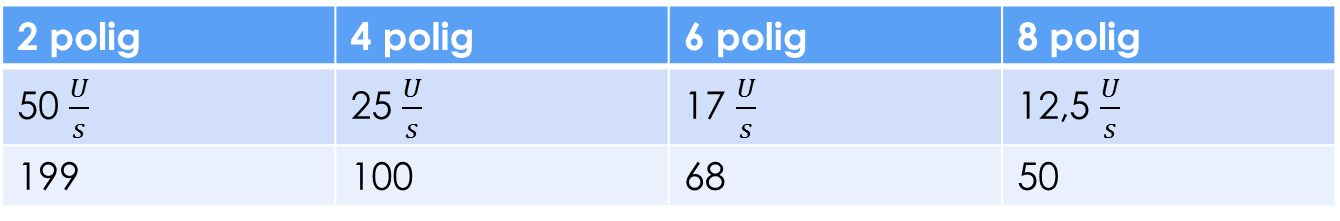 2 polig 4 polig 6 polig 8 polig
50 U/s 25 U/s 17 U/s 12,5 U/s
199 100 68 50